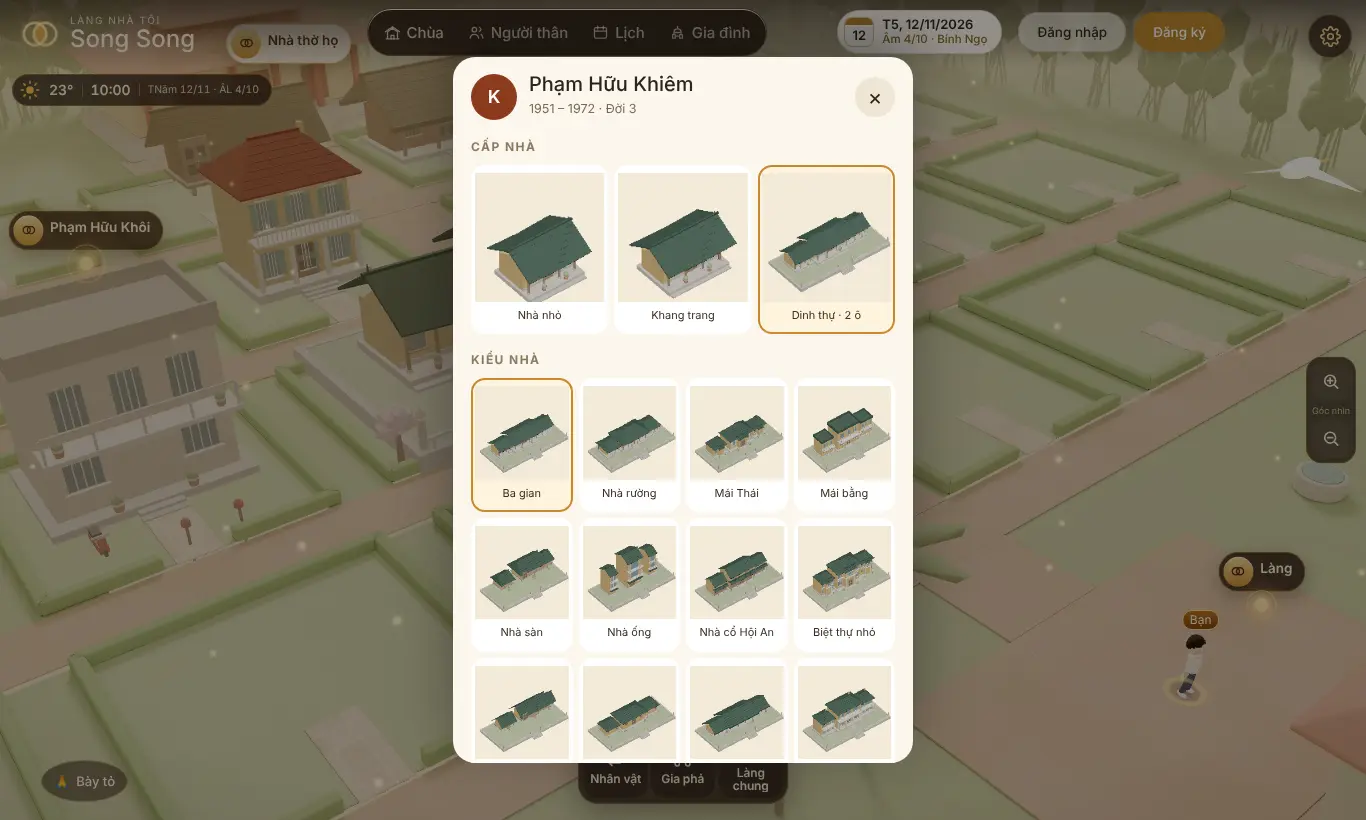 LÀNG NHÀ TÔI
Song Song
Nhà thờ họ
Chùa
Người thân
Lịch
Gia đình
12
T5, 12/11/2026
Âm 4/10 · Bính Ngọ
Đăng nhập
Đăng ký
23°
10:00
TNăm 12/11 · ÂL 4/10
Phạm Hữu Khôi
K
Phạm Hữu Khiêm
1951 – 1972 · Đời 3
CẤP NHÀ
Nhà nhỏ
Khang trang
Dinh thự · 2 ô
KIỂU NHÀ
Ba gian
Nhà rường
Mái Thái
Mái bằng
Nhà sàn
Nhà ống
Nhà cổ Hội An
Biệt thự nhỏ
Góc nhìn
Làng
Bạn
Bày tỏ
Nhân vật
Gia phả
Làng
chung